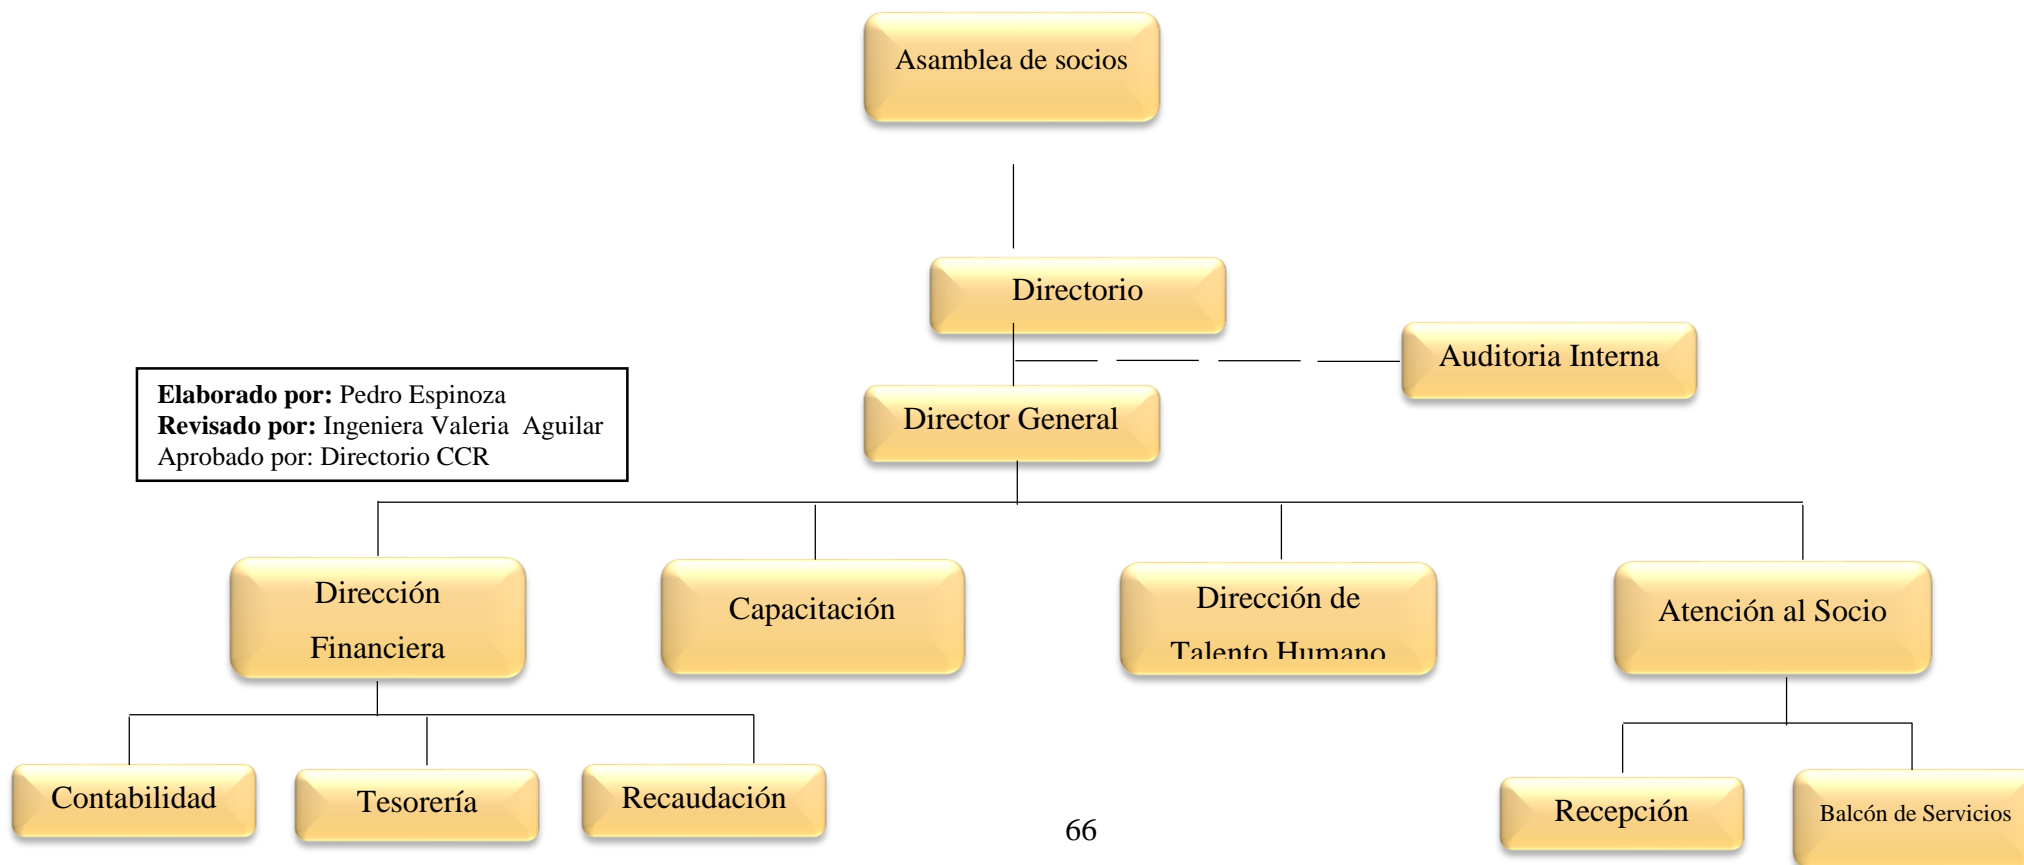 Asamblea de socios
Directorio
Auditoria Interna
Elaborado por: Pedro Espinoza
Revisado por: Ingeniera Valeria Aguilar
Aprobado por: Directorio CCR
Director General
Dirección
Financiera
Capacitación
Dirección de
Talento Humano
Atención al Socio
Contabilidad
Tesorería
Recaudación
Recepción
Balcón de Servicios
66